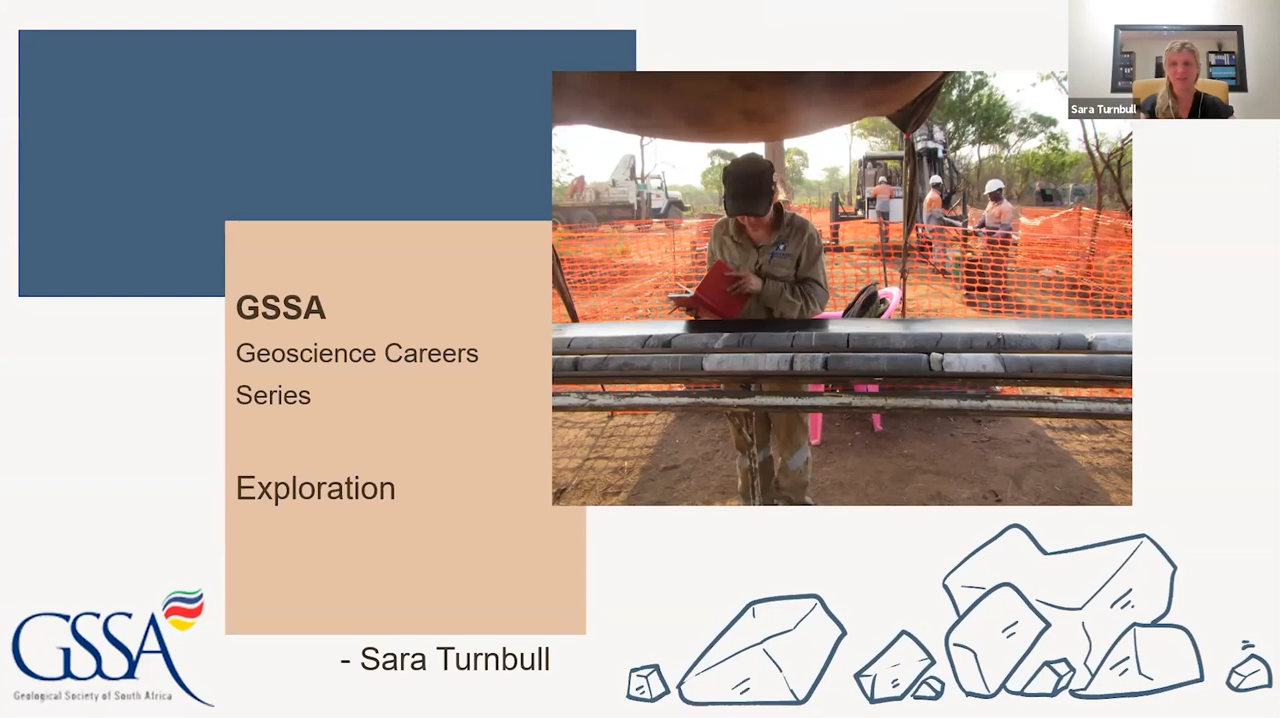 Sara Turnbull
GSSA
Geoscience Careers
Series
Exploration
GSSA
Geological Society of South Africa
- Sara Turnbull